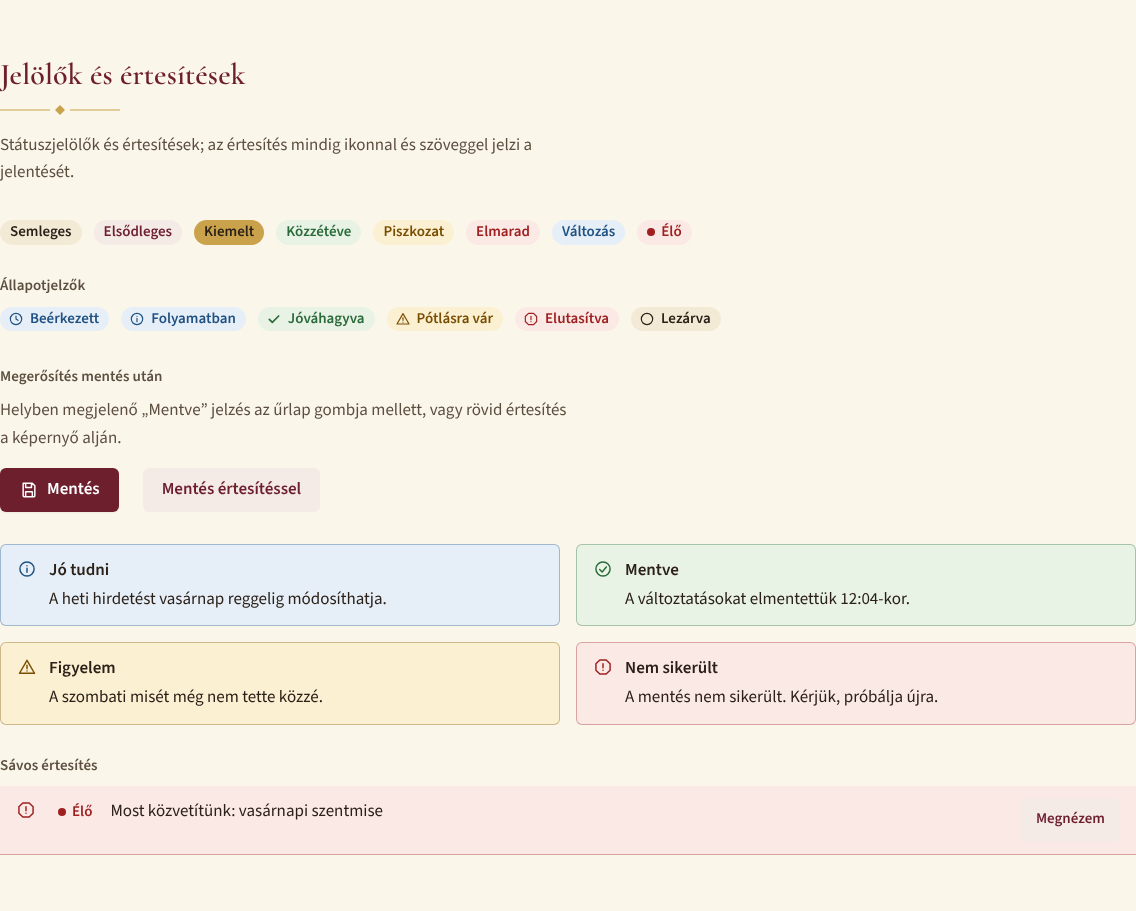 Jelölők és értesítések
Státuszjelölők és értesítések; az értesítés mindig ikonnal és szöveggel jelzi a
jelentését.
Semleges Elsődleges Kiemelt Közzétéve Piszkozat Elmarad Változás Élő
Állapotjelzők
Beérkezett Folyamatban Jóváhagyva Pótlásra vár Elutasítva Lezárva
Megerősítés mentés után
Helyben megjelenő „Mentve” jelzés az űrlap gombja mellett, vagy rövid értesítés
a képernyő alján.
Mentés Mentés értesítéssel
Jó tudni
A heti hirdetést vasárnap reggelig módosíthatja.
Mentve
A változtatásokat elmentettük 12:04-kor.
Figyelem
A szombati misét még nem tette közzé.
Nem sikerült
A mentés nem sikerült. Kérjük, próbálja újra.
Sávos értesítés
Élő Most közvetítünk: vasárnapi szentmise Megnézem